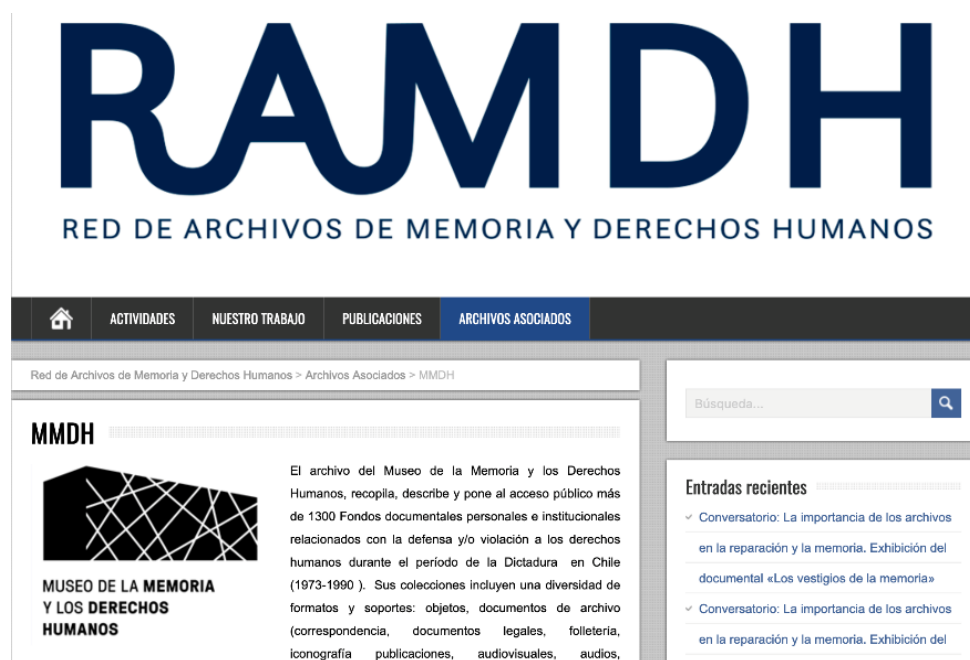 RAMDH
RED DE ARCHIVOS DE MEMORIA Y DERECHOS HUMANOS
ACTIVIDADES
NUESTRO TRABAJO
PUBLICACIONES
ARCHIVOS ASOCIADOS
Red de Archivos de Memoria y Derechos Humanos > Archivos Asociados > MMDH
MMDH
MUSEO DE LA MEMORIA
Y LOS DERECHOS
HUMANOS
El archivo del Museo de la Memoria y los Derechos
Humanos, recopila, describe y pone al acceso público más
de 1300 Fondos documentales personales e institucionales
relacionados con la defensa y/o violación a los derechos
humanos durante el período de la Dictadura en Chile
(1973-1990 ). Sus colecciones incluyen una diversidad de
formatos y soportes: objetos, documentos de archivo
(correspondencia, documentos legales, folletería,
iconografía publicaciones, audiovisuales, audios,
Búsqueda...
Entradas recientes
Conversatorio: La importancia de los archivos
en la reparación y la memoria. Exhibición del
documental «Los vestigios de la memoria»
Conversatorio: La importancia de los archivos
en la reparación y la memoria. Exhibición del